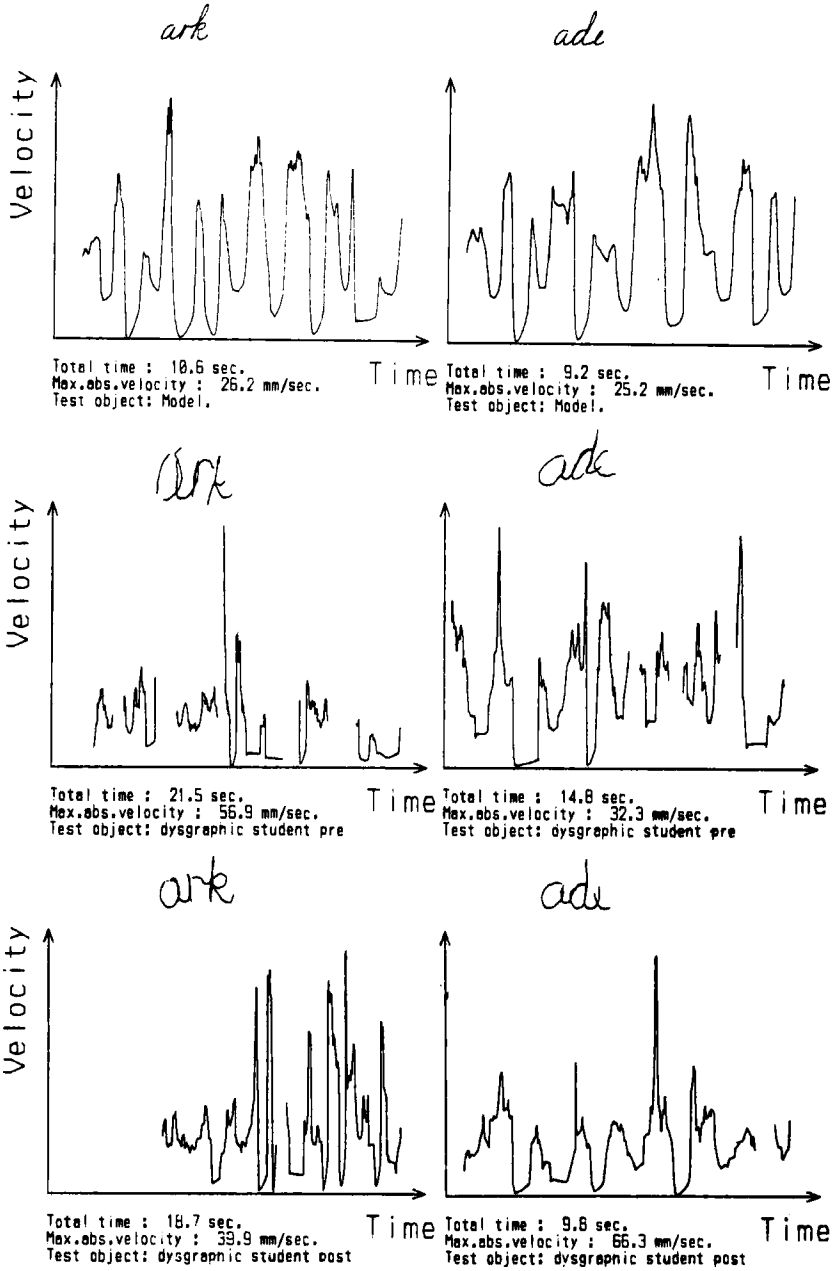 ark
ade
Velocity
Total time : 10.6 sec.
Max.abs.velocity : 26.2 mm/sec.
Test object: Model.
Time
Total time : 9.2 sec.
Max.abs.velocity : 25.2 mm/sec.
Test object: Model.
Time
ark
ade
Velocity
Total time : 21.5 sec.
Max.abs.velocity : 56.9 mm/sec.
Test object: dysgraphic student pre
Time
Total time : 14.8 sec.
Max.abs.velocity : 32.3 mm/sec.
Test object: dysgraphic student pre
Time
ark
ade
Velocity
Total time : 18.7 sec.
Max.abs.velocity : 39.9 mm/sec.
Test object: dysgraphic student post
Time
Total time : 9.8 sec.
Max.abs.velocity : 66.3 mm/sec.
Test object: dysgraphic student post
Time